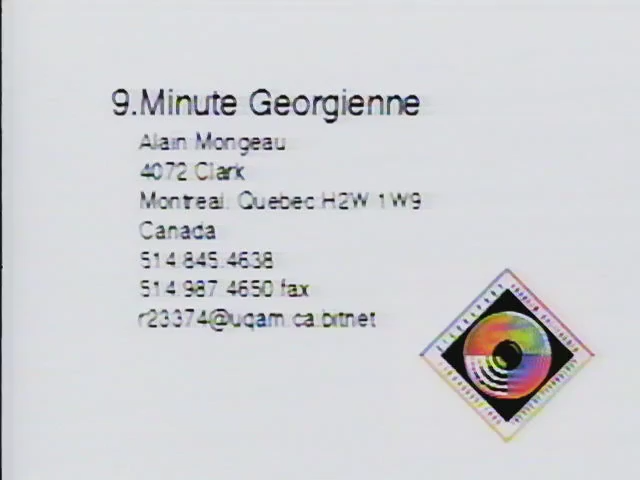 9.Minute Georgienne
Alain Mongeau
4072 Clark
Montreal, Quebec H2W 1W9
Canada
514.845.4638
514.987.4650 fax
r23374@uqam.ca.bitnet